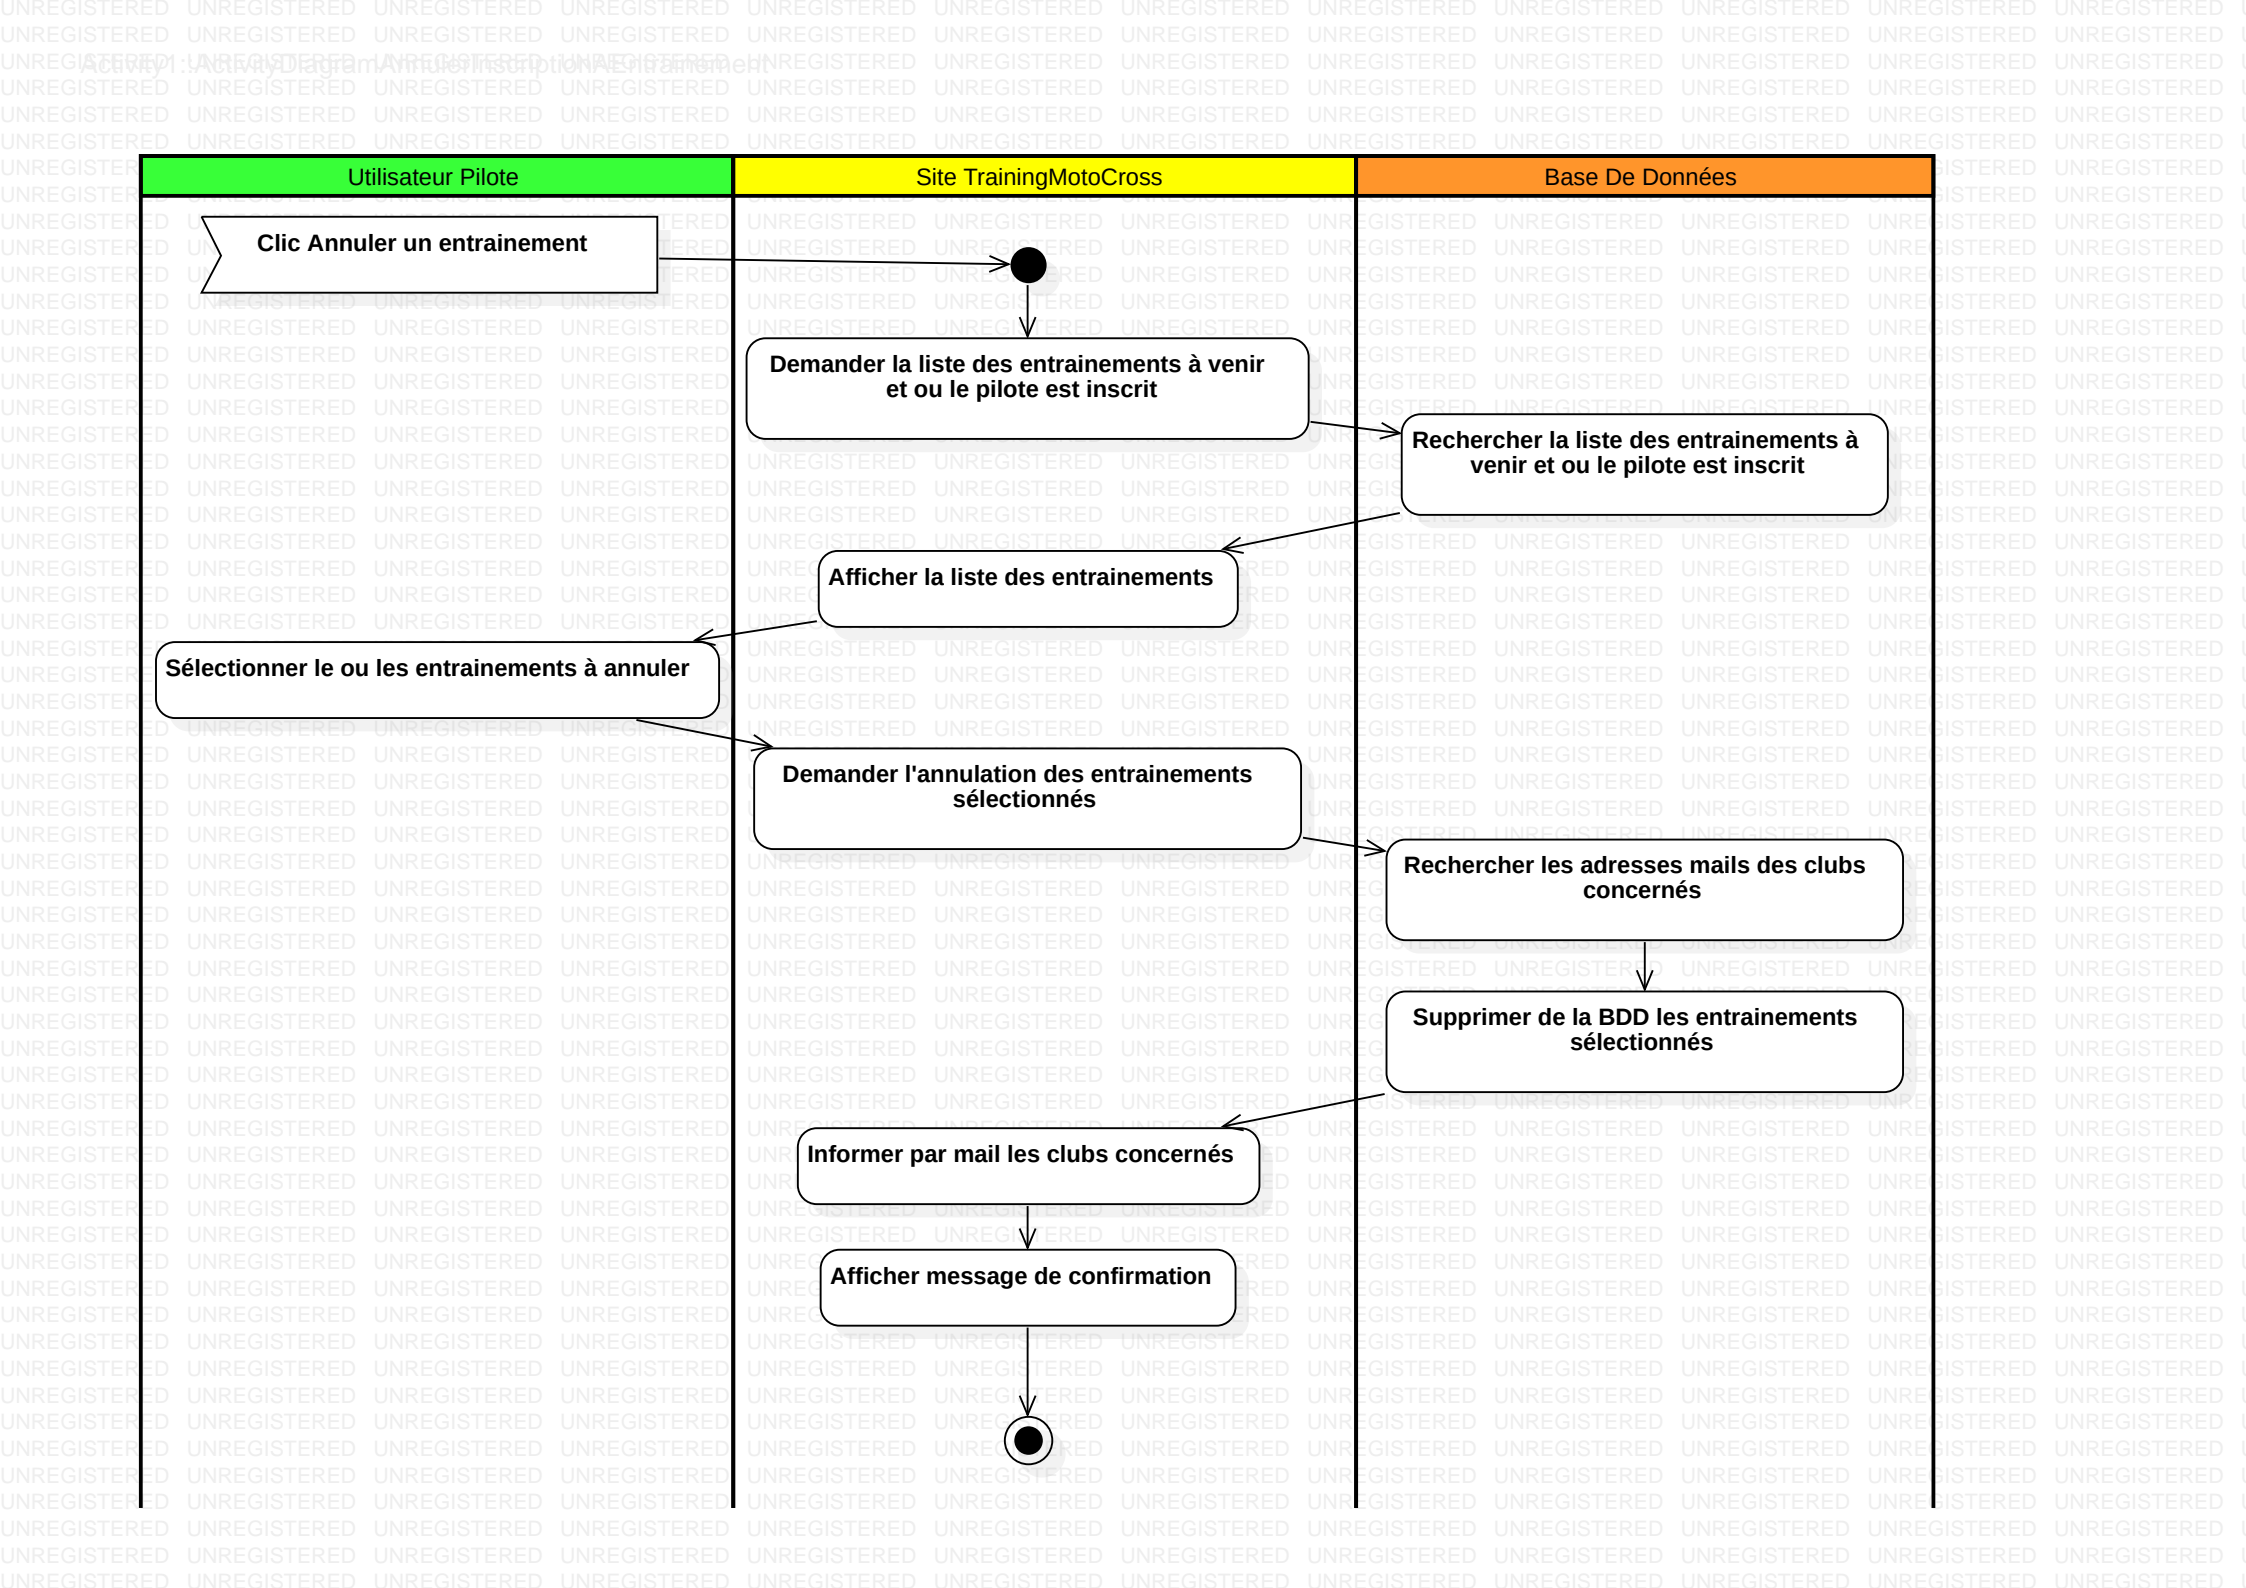 Activity1::ActivityDiagramAnnulerInscriptionAEntrainement
Utilisateur Pilote
Site TrainingMotoCross
Base De Données
Clic Annuler un entrainement
Demander la liste des entrainements à venir
et ou le pilote est inscrit
Rechercher la liste des entrainements à
venir et ou le pilote est inscrit
Afficher la liste des entrainements
Sélectionner le ou les entrainements à annuler
Demander l'annulation des entrainements
sélectionnés
Rechercher les adresses mails des clubs
concernés
Supprimer de la BDD les entrainements
sélectionnés
Informer par mail les clubs concernés
Afficher message de confirmation
UNREGISTERED